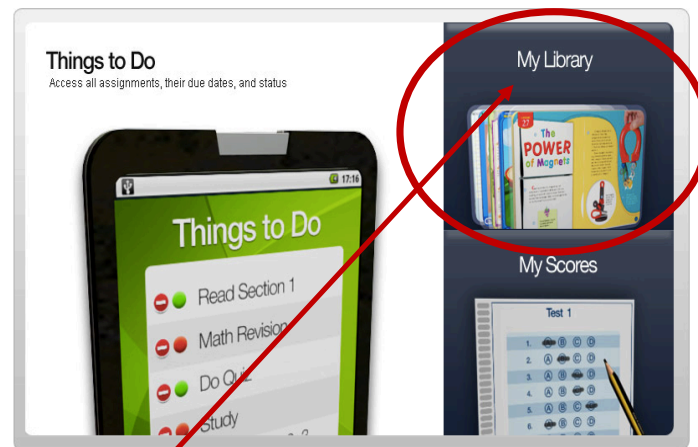 Things to Do
Access all assignments, their due dates, and status
17:16
Things to Do
Read Section 1
Math Revision
Do Quiz
Study
My Library
27
The
POWER
of Magnets
My Scores
Test 1
1. B C D
2. A C D
3. A B D
4. A B D
5. A B C
6. A C D